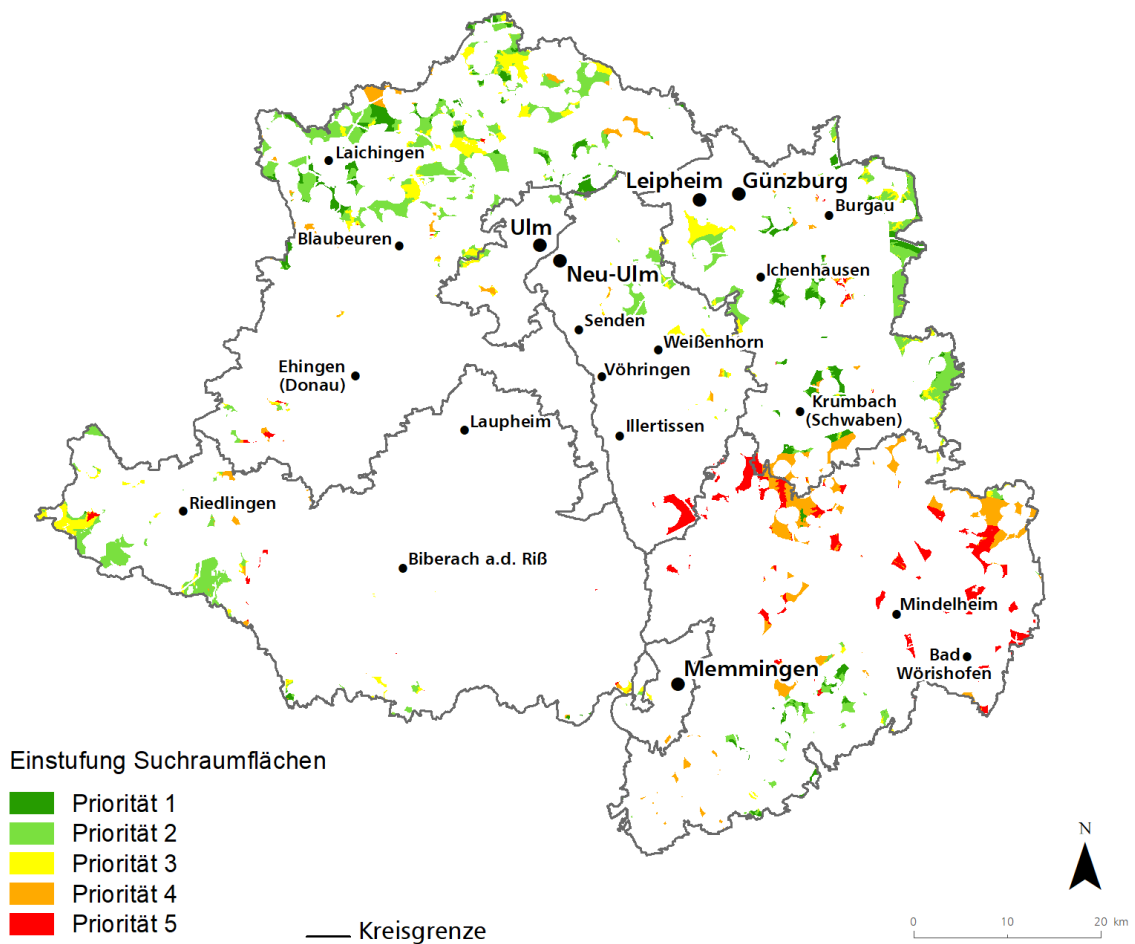 Laichingen
Leipheim
Günzburg
Burgau
Blaubeuren
Ulm
Neu-Ulm
Ichenhausen
Senden
Weißenhorn
Ehingen
(Donau)
Vöhringen
Krumbach
(Schwaben)
Laupheim
Illertissen
Riedlingen
Biberach a.d. Riß
Mindelheim
Bad
Wörishofen
Memmingen
Einstufung Suchraumflächen
Priorität 1
Priorität 2
Priorität 3
Priorität 4
Priorität 5
Kreisgrenze
N
0 10 20 km